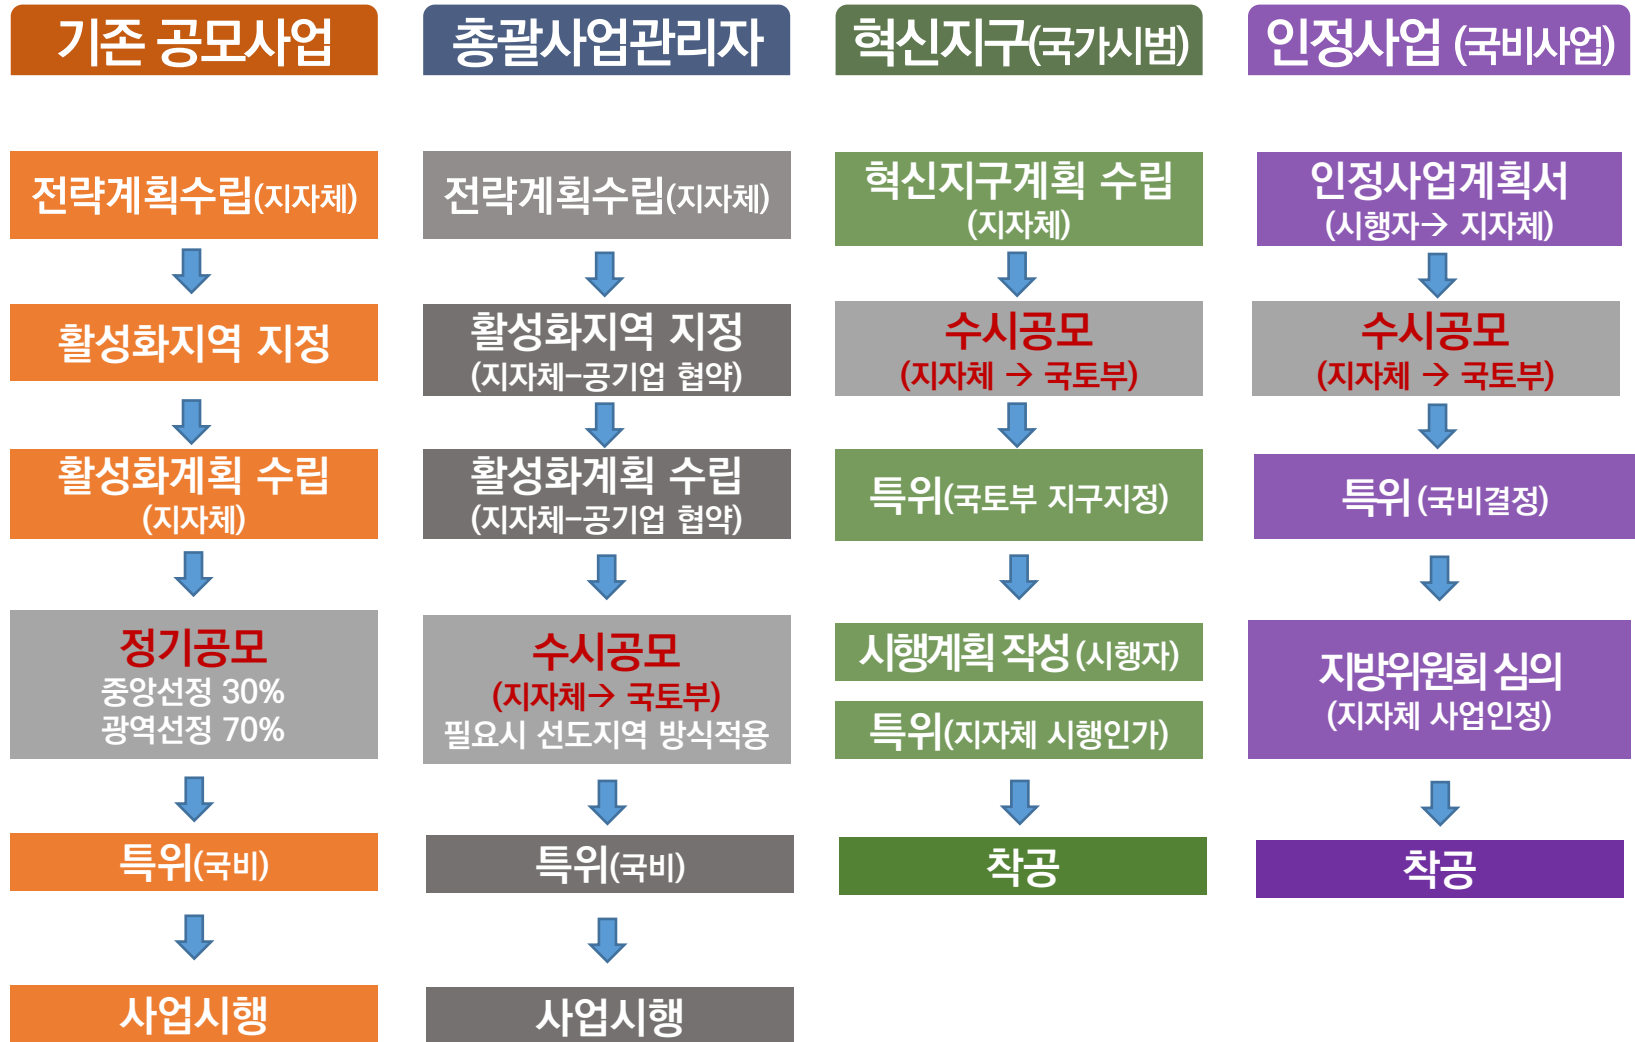 기존 공모사업
전략계획수립(지자체)
활성화지역 지정
활성화계획 수립
(지자체)
정기공모
중앙선정 30%
광역선정 70%
특위(국비)
사업시행
총괄사업관리자
전략계획수립(지자체)
활성화지역 지정
(지자체-공기업 협약)
활성화계획 수립
(지자체-공기업 협약)
수시공모
(지자체→ 국토부)
필요시 선도지역 방식적용
특위(국비)
사업시행
혁신지구(국가시범)
혁신지구계획 수립
(지자체)
수시공모
(지자체 → 국토부)
특위(국토부 지구지정)
시행계획 작성 (시행자)
특위(지자체 시행인가)
착공
인정사업 (국비사업)
인정사업계획서
(시행자→ 지자체)
수시공모
(지자체 → 국토부)
특위 (국비결정)
지방위원회 심의
(지자체 사업인정)
착공